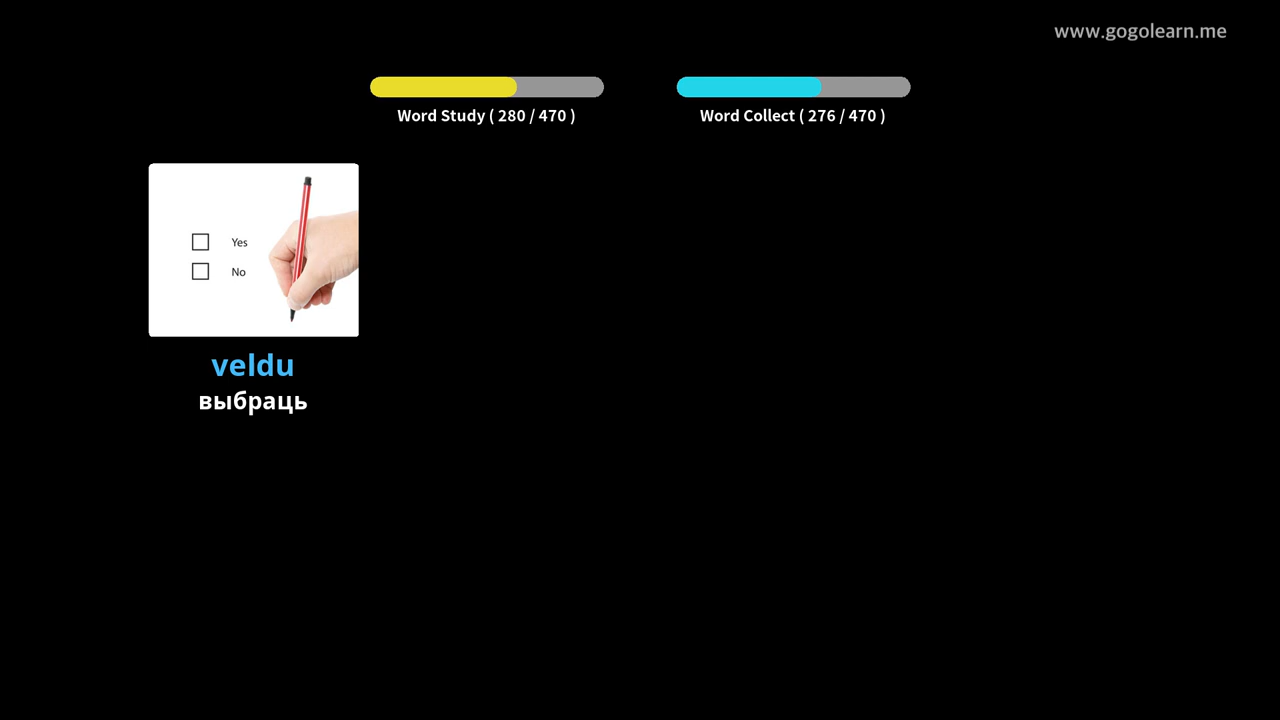 www.gogolearn.me
Word Study ( 280 / 470 )
Word Collect ( 276 / 470 )
Yes
No
veldu
выбраць